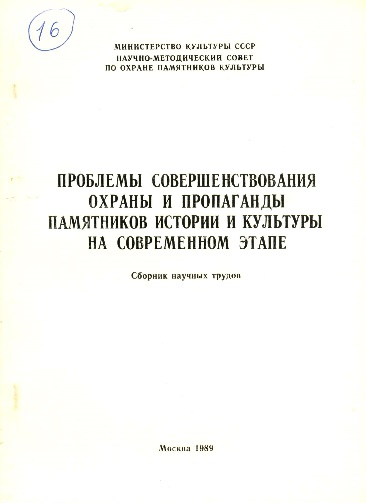 16
МИНИСТЕРСТВО КУЛЬТУРЫ СССР
НАУЧНО-МЕТОДИЧЕСКИЙ СОВЕТ
ПО ОХРАНЕ ПАМЯТНИКОВ КУЛЬТУРЫ
ПРОБЛЕМЫ СОВЕРШЕНСТВОВАНИЯ
ОХРАНЫ И ПРОПАГАНДЫ
ПАМЯТНИКОВ ИСТОРИИ И КУЛЬТУРЫ
НА СОВРЕМЕННОМ ЭТАПЕ
Сборник научных трудов
Москва 1989